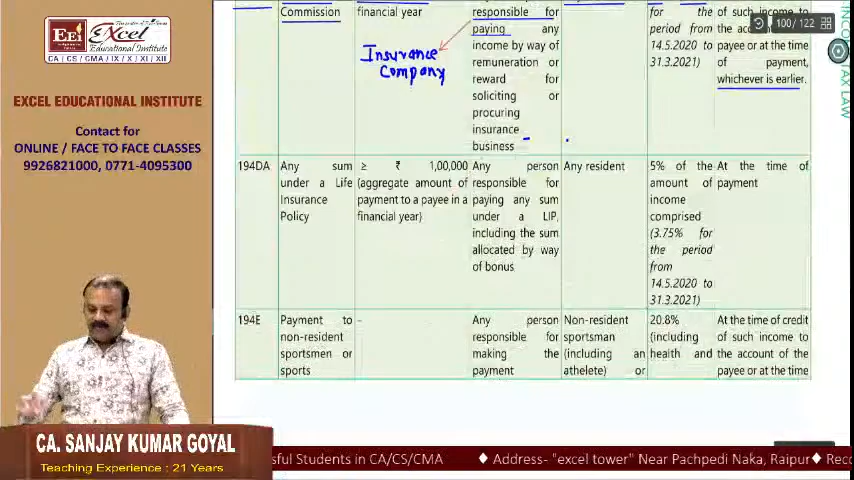 EEI
EXCEL
Educational Institute
CA / CS / CMA / IX / X / XI / XII
EXCEL EDUCATIONAL INSTITUTE
Contact for
ONLINE / FACE TO FACE CLASSES
9926821000, 0771-4095300
Commission
financial year
Insurance
Company
responsible for
paying any
income by way of
remuneration or
reward for
soliciting or
procuring
insurance
business
for the
period from
14.5.2020 to
31.3.2021)
of such income to
the
payee or at the time
of payment,
whichever is earlier.
100 / 122
TAX LAW
194DA
Any sum
under a Life
Insurance
Policy
≥ ₹ 1,00,000
(aggregate amount of
payment to a payee in a
financial year)
Any person
responsible for
paying any sum
under a LIP,
including the sum
allocated by way
of bonus
Any resident
5% of the
amount of
income
comprised
(3.75% for
the period
from
14.5.2020 to
31.3.2021)
At the time of
payment
194E
Payment to
non-resident
sportsmen or
sports
-
Any person
responsible for
making the
payment
Non-resident
sportsman
(including an
athelete) or
20.8%
(including
health and
At the time of credit
of such income to
the account of the
payee or at the time
CA. SANJAY KUMAR GOYAL
Teaching Experience : 21 Years
sful Students in CA/CS/CMA ♦ Address- "excel tower" Near Pachpedi Naka, Raipur ♦ Reco